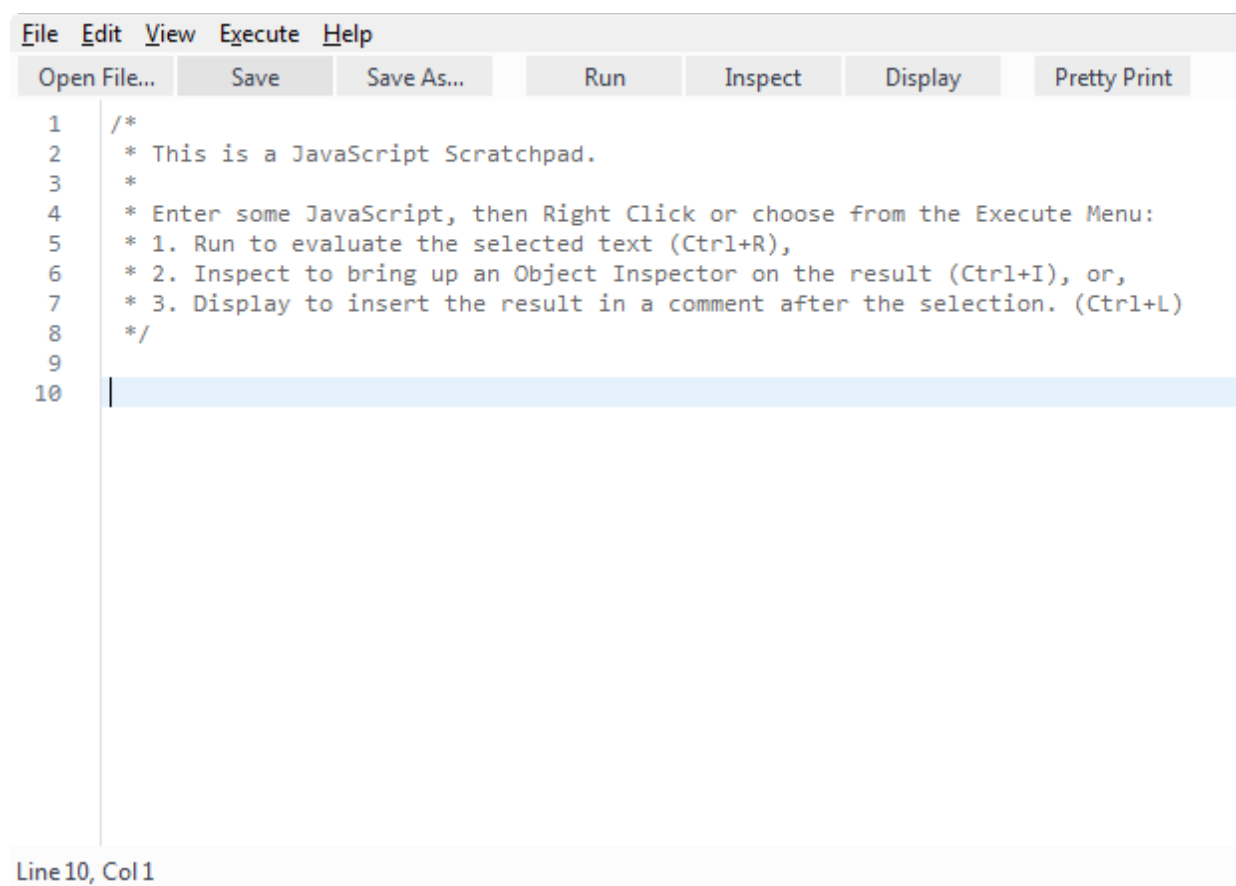 File Edit View Execute Help
Open File... Save Save As... Run Inspect Display Pretty Print
1 /*
2 * This is a JavaScript Scratchpad.
3 *
4 * Enter some JavaScript, then Right Click or choose from the Execute Menu:
5 * 1. Run to evaluate the selected text (Ctrl+R),
6 * 2. Inspect to bring up an Object Inspector on the result (Ctrl+I), or,
7 * 3. Display to insert the result in a comment after the selection. (Ctrl+L)
8 */
9
10
Line 10, Col 1